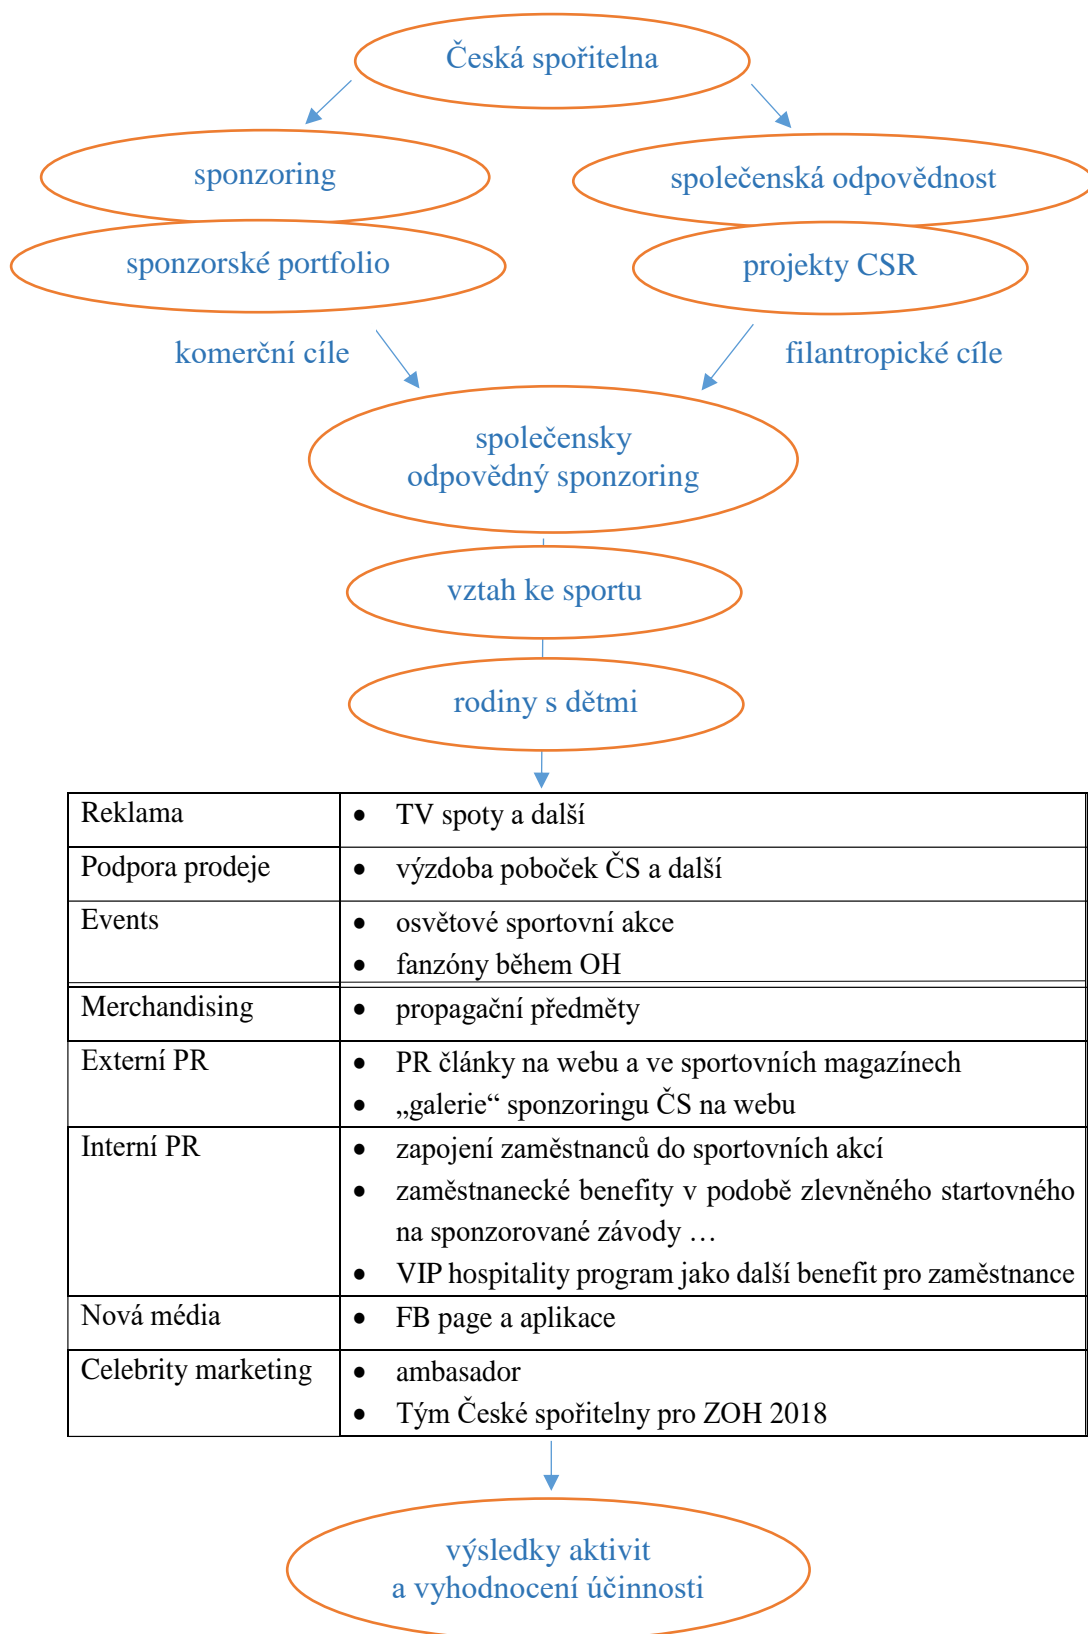 Česká spořitelna
sponzoring
společenská odpovědnost
sponzorské portfolio
projekty CSR
komerční cíle
filantropické cíle
společensky
odpovědný sponzoring
vztah ke sportu
rodiny s dětmi
Reklama
• TV spoty a další
Podpora prodeje
• výzdoba poboček ČS a další
Events
• osvětové sportovní akce
• fanzóny během OH
Merchandising
• propagační předměty
Externí PR
• PR články na webu a ve sportovních magazínech
• „galerie“ sponzoringu ČS na webu
Interní PR
• zapojení zaměstnanců do sportovních akcí
• zaměstnanecké benefity v podobě zlevněného startovného
na sponzorované závody …
• VIP hospitality program jako další benefit pro zaměstnance
Nová média
• FB page a aplikace
Celebrity marketing
• ambasador
• Tým České spořitelny pro ZOH 2018
výsledky aktivit
a vyhodnocení účinnosti